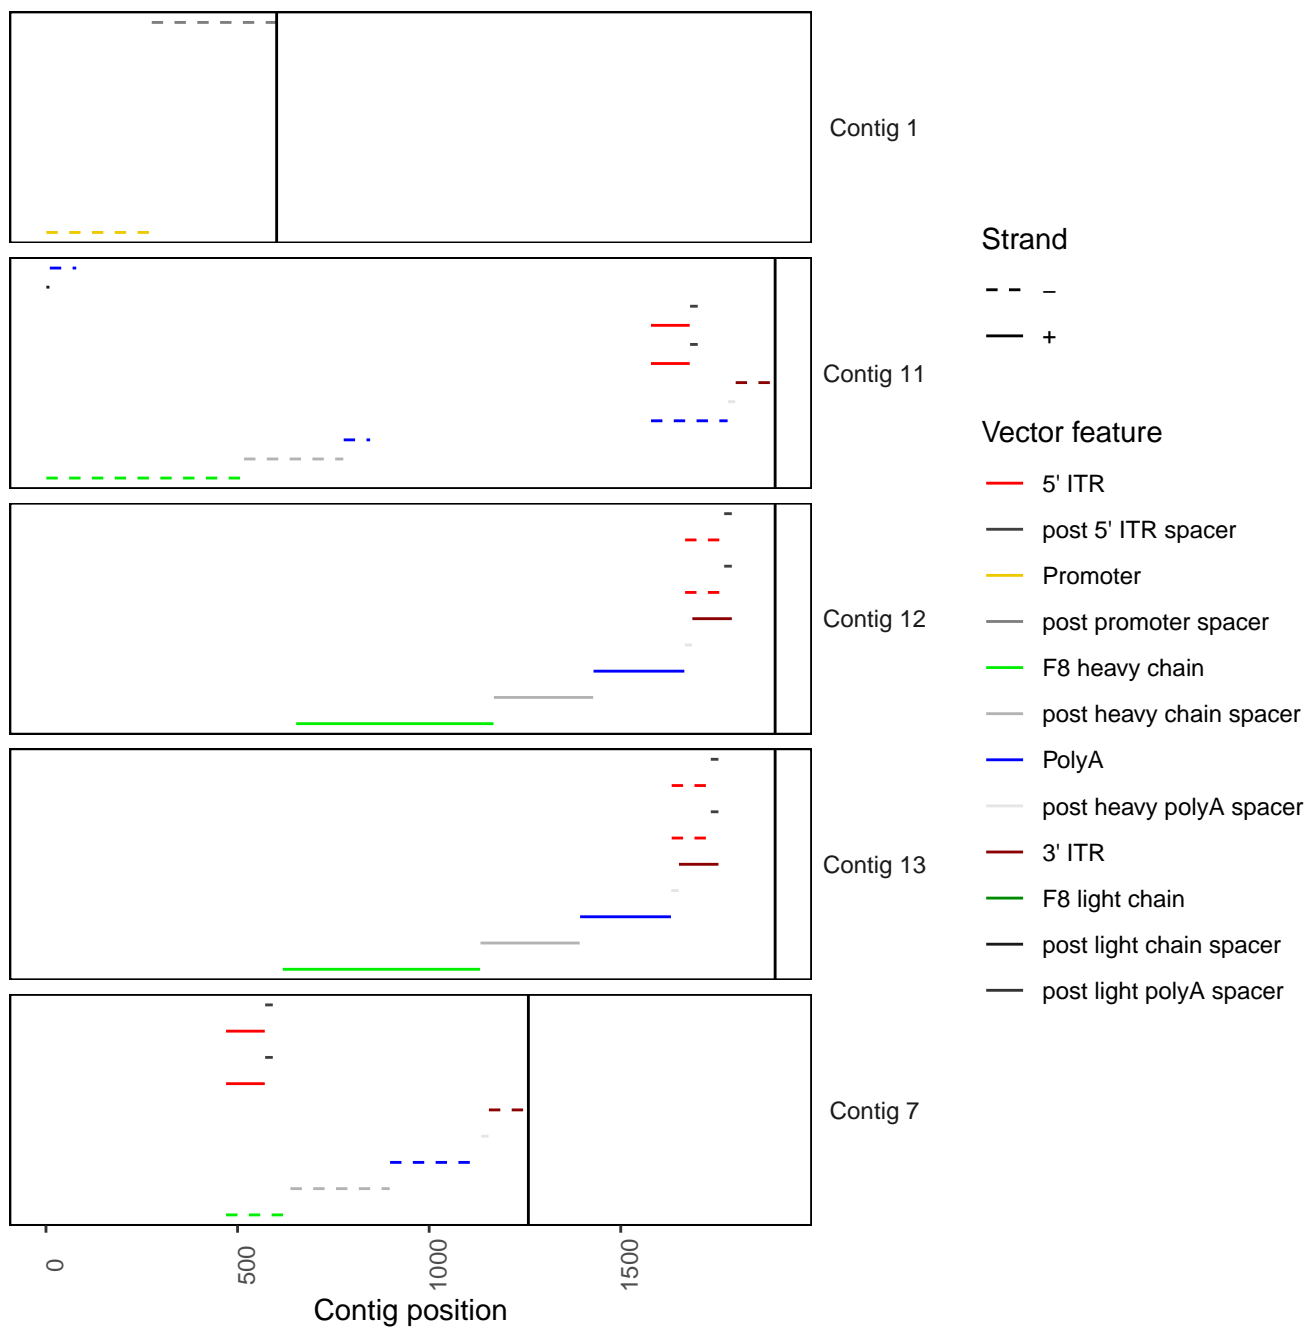 Contig 1
Contig 11
Contig 12
Contig 13
Contig 7
0
500
1000
1500
Contig position
Strand
−
+
Vector feature
5' ITR
post 5' ITR spacer
Promoter
post promoter spacer
F8 heavy chain
post heavy chain spacer
PolyA
post heavy polyA spacer
3' ITR
F8 light chain
post light chain spacer
post light polyA spacer